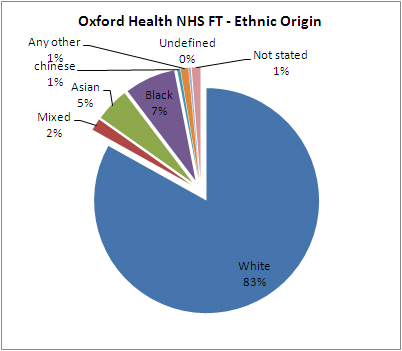 Oxford Health NHS FT - Ethnic Origin
Any other
1%
Undefined
0%
Not stated
1%
chinese
1%
Asian
5%
Black
7%
Mixed
2%
White
83%